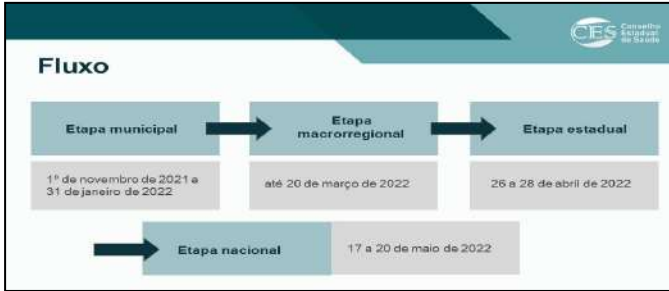 CES Conselho
Estadual
de Saúde
Fluxo
Etapa municipal
Etapa
macrorregional
Etapa estadual
1º de novembro de 2021 a
31 de janeiro de 2022
até 20 de março de 2022
26 a 28 de abril de 2022
Etapa nacional
17 a 20 de maio de 2022